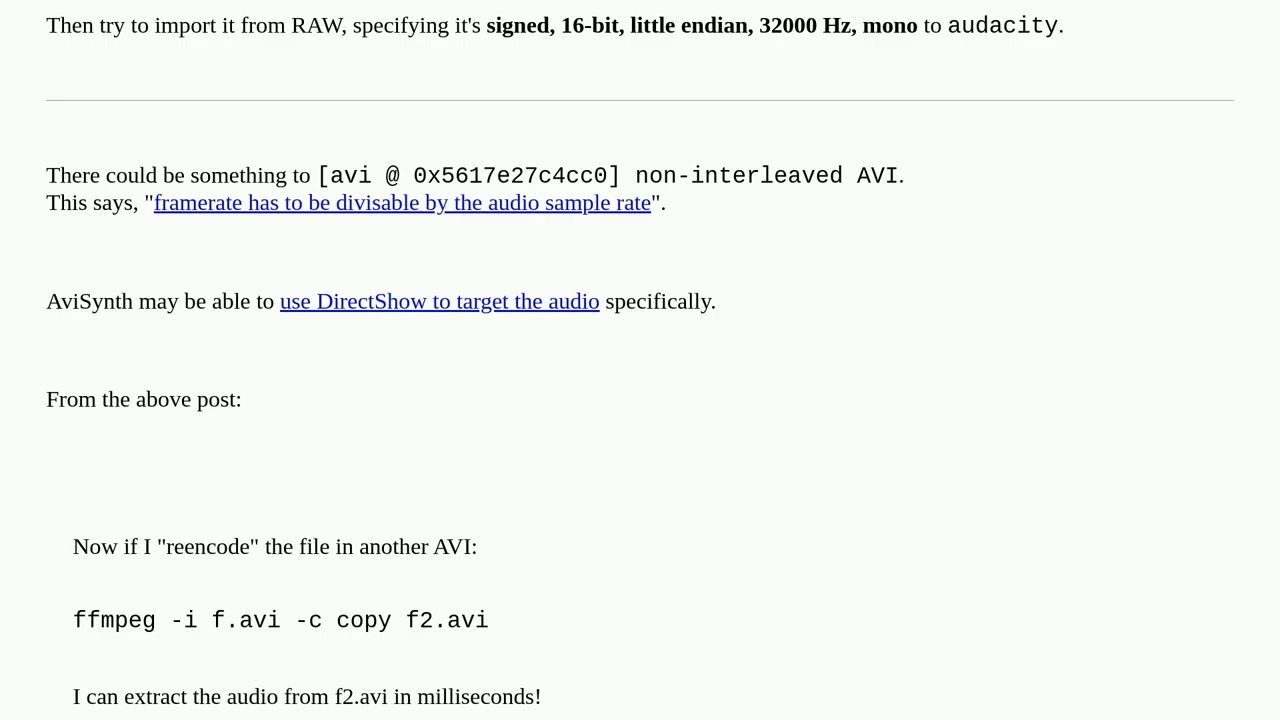 Then try to import it from RAW, specifying it's signed, 16-bit, little endian, 32000 Hz, mono to audacity.
There could be something to [avi @ 0x5617e27c4cc0] non-interleaved AVI.
This says, "framerate has to be divisable by the audio sample rate".
AviSynth may be able to use DirectShow to target the audio specifically.
From the above post:
Now if I "reencode" the file in another AVI:
ffmpeg -i f.avi -c copy f2.avi
I can extract the audio from f2.avi in milliseconds!